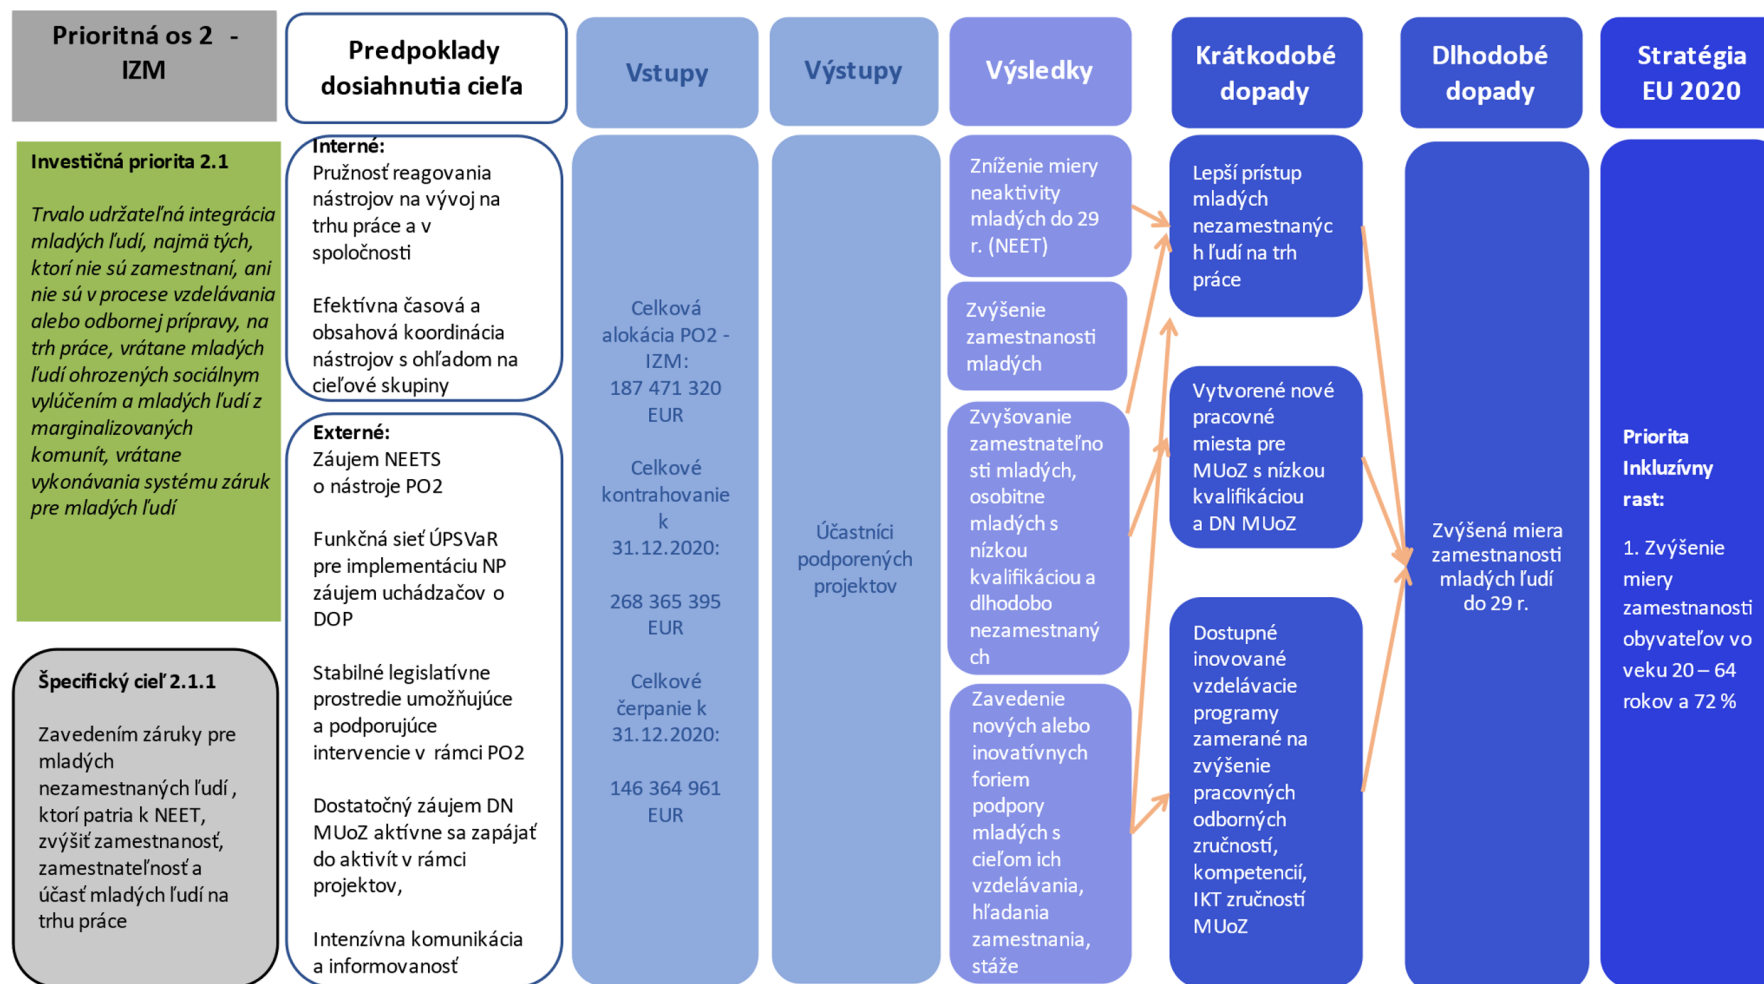 Prioritná os 2 -
IZM
Predpoklady
dosiahnutia cieľa
Vstupy
Výstupy
Výsledky
Krátkodobé
dopady
Dlhodobé
dopady
Stratégia
EU 2020
Investičná priorita 2.1
Trvalo udržateľná integrácia
mladých ľudí, najmä tých,
ktorí nie sú zamestnaní, ani
nie sú v procese vzdelávania
alebo odbornej prípravy, na
trh práce, vrátane mladých
ľudí ohrozených sociálnym
vylúčením a mladých ľudí z
marginalizovaných
komunít, vrátane
vykonávania systému záruk
pre mladých ľudí
Špecifický cieľ 2.1.1
Zavedením záruky pre
mladých
nezamestnaných ľudí ,
ktorí patria k NEET,
zvýšiť zamestnanosť,
zamestnateľnosť a
účasť mladých ľudí na
trhu práce
Interné:
Pružnosť reagovania
nástrojov na vývoj na
trhu práce a v
spoločnosti
Efektívna časová a
obsahová koordinácia
nástrojov s ohľadom na
cieľové skupiny
Externé:
Záujem NEETS
o nástroje PO2
Funkčná sieť ÚPSVaR
pre implementáciu NP
záujem uchádzačov o
DOP
Stabilné legislatívne
prostredie umožňujúce
a podporujúce
intervencie v rámci PO2
Dostatočný záujem DN
MUoZ aktívne sa zapájať
do aktivít v rámci
projektov,
Intenzívna komunikácia
a informovanosť
Celková
alokácia PO2 -
IZM:
187 471 320
EUR
Celkové
kontrahovanie
k
31.12.2020:
268 365 395
EUR
Celkové
čerpanie k
31.12.2020:
146 364 961
EUR
Účastníci
podporených
projektov
Zníženie miery
neaktivity
mladých do 29
r. (NEET)
Zvýšenie
zamestnanosti
mladých
Zvyšovanie
zamestnateľno
sti mladých,
osobitne
mladých s
nízkou
kvalifikáciou a
dlhodobo
nezamestnaný
ch
Zavedenie
nových alebo
inovatívnych
foriem
podpory
mladých s
cieľom ich
vzdelávania,
hľadania
zamestnania,
stáže
Lepší prístup
mladých
nezamestnanýc
h ľudí na trh
práce
Vytvorené nové
pracovné
miesta pre
MUoZ s nízkou
kvalifikáciou
a DN MUoZ
Dostupné
inovované
vzdelávacie
programy
zamerané na
zvýšenie
pracovných
odborných
zručností,
kompetencií,
IKT zručností
MUoZ
Zvýšená miera
zamestnanosti
mladých ľudí
do 29 r.
Priorita
Inkluzívny
rast:
1. Zvýšenie
miery
zamestnanosti
obyvateľov vo
veku 20 – 64
rokov a 72 %